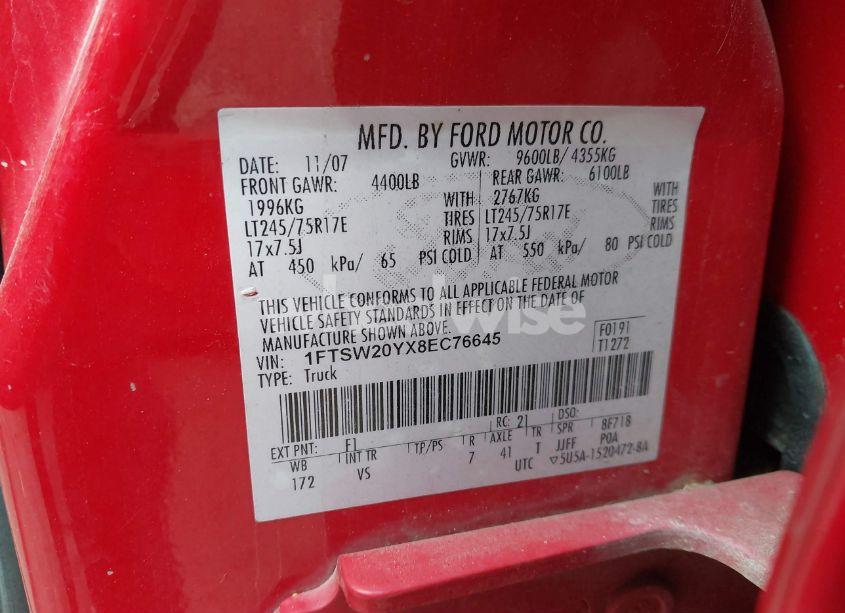 MFD. BY FORD MOTOR CO.
DATE: 11/07 GVWR: 9600LB/ 4355KG
FRONT GAWR: 4400LB REAR GAWR: 6100LB
1996KG WITH 2767KG WITH
LT245/75R17E TIRES LT245/75R17E TIRES
17x7.5J RIMS 17x7.5J RIMS
AT 450 kPa/ 65 PSI COLD AT 550 kPa/ 80 PSI COLD
THIS VEHICLE CONFORMS TO ALL APPLICABLE FEDERAL MOTOR
VEHICLE SAFETY STANDARDS IN EFFECT ON THE DATE OF
MANUFACTURE SHOWN ABOVE.
VIN: 1FTSW20YX8EC76645 F0191
TYPE: Truck T1272
EXT PNT: F1 RC: 21 DSO:
WB INT TR TP/PS R AXLE TR SPR 8F718
172 VS 7 41 T JJFF POA
UTC ▽5U5A-1520472-BA